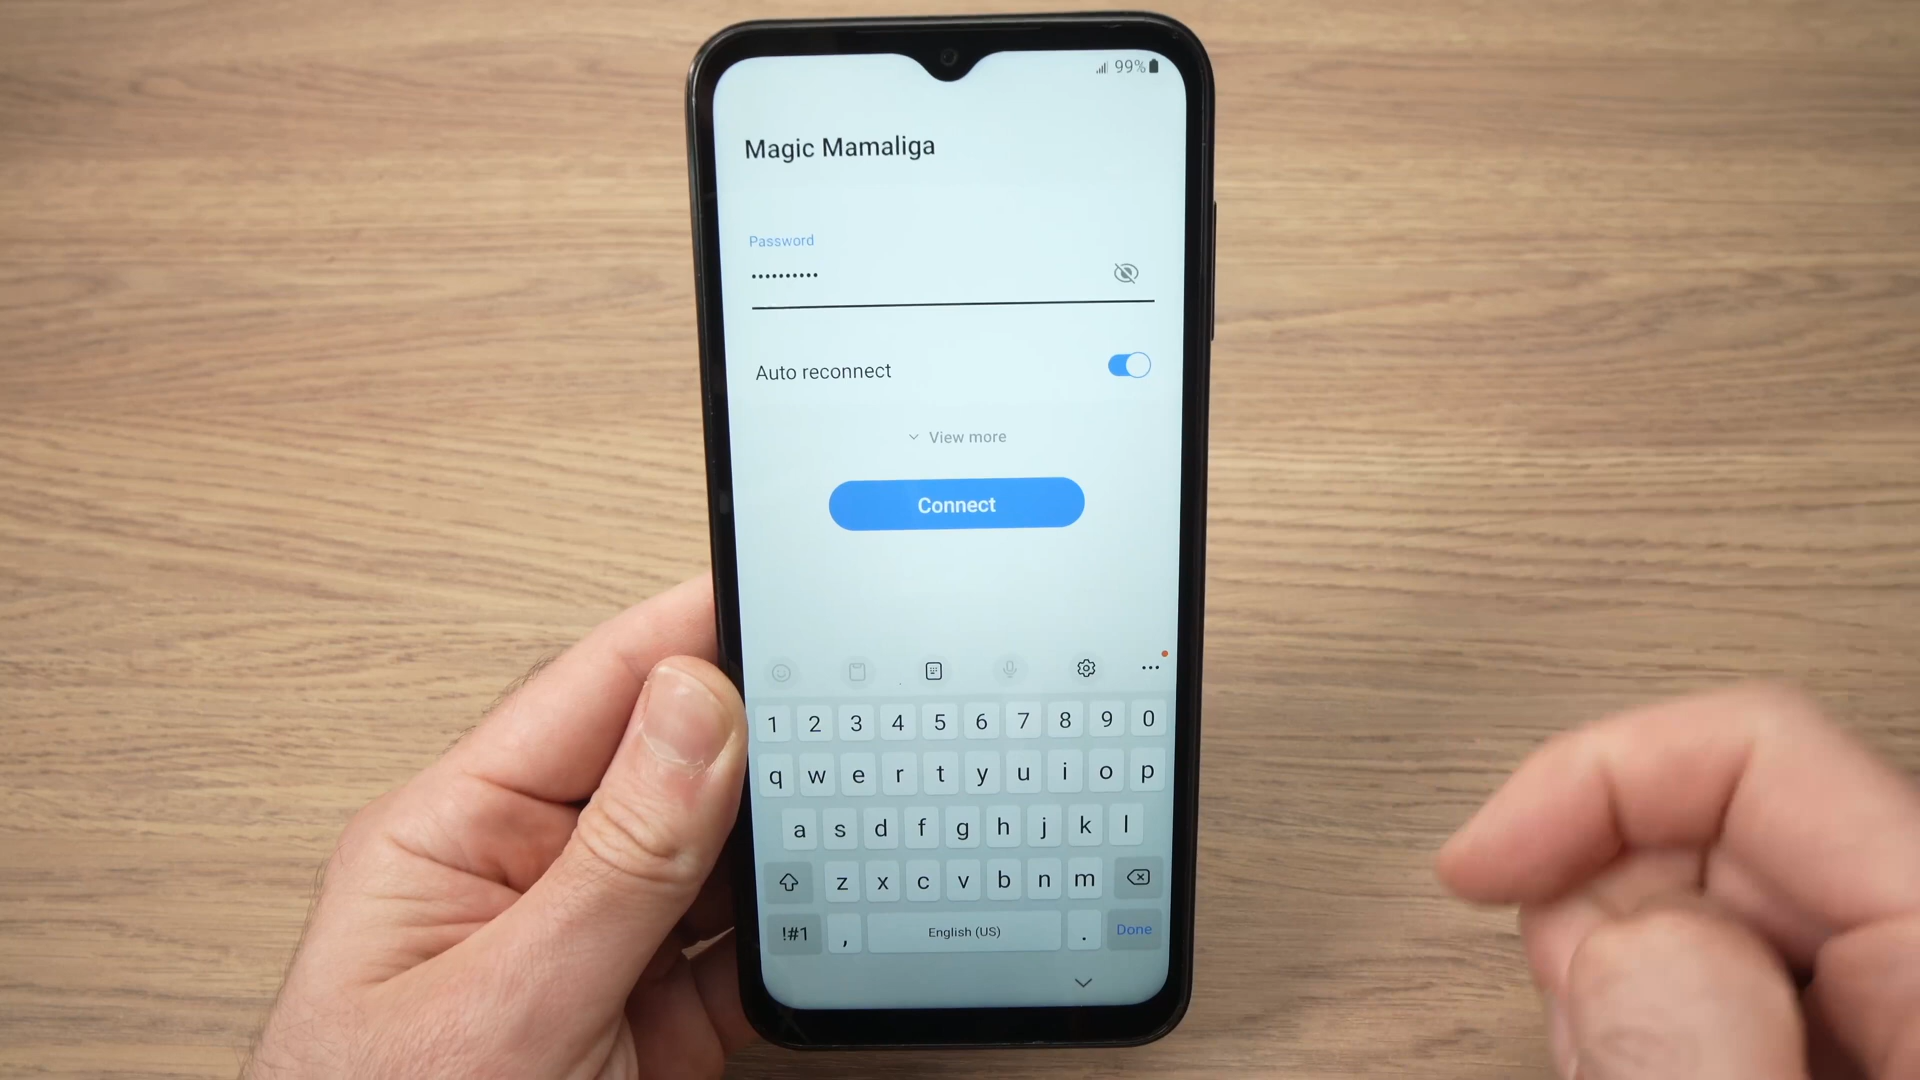 99%
Magic Mamaliga
Password
••••••••••
Auto reconnect
View more
Connect
1 2 3 4 5 6 7 8 9 0
q w e r t y u i o p
a s d f g h j k l
z x c v b n m
!#1 , English (US) . Done